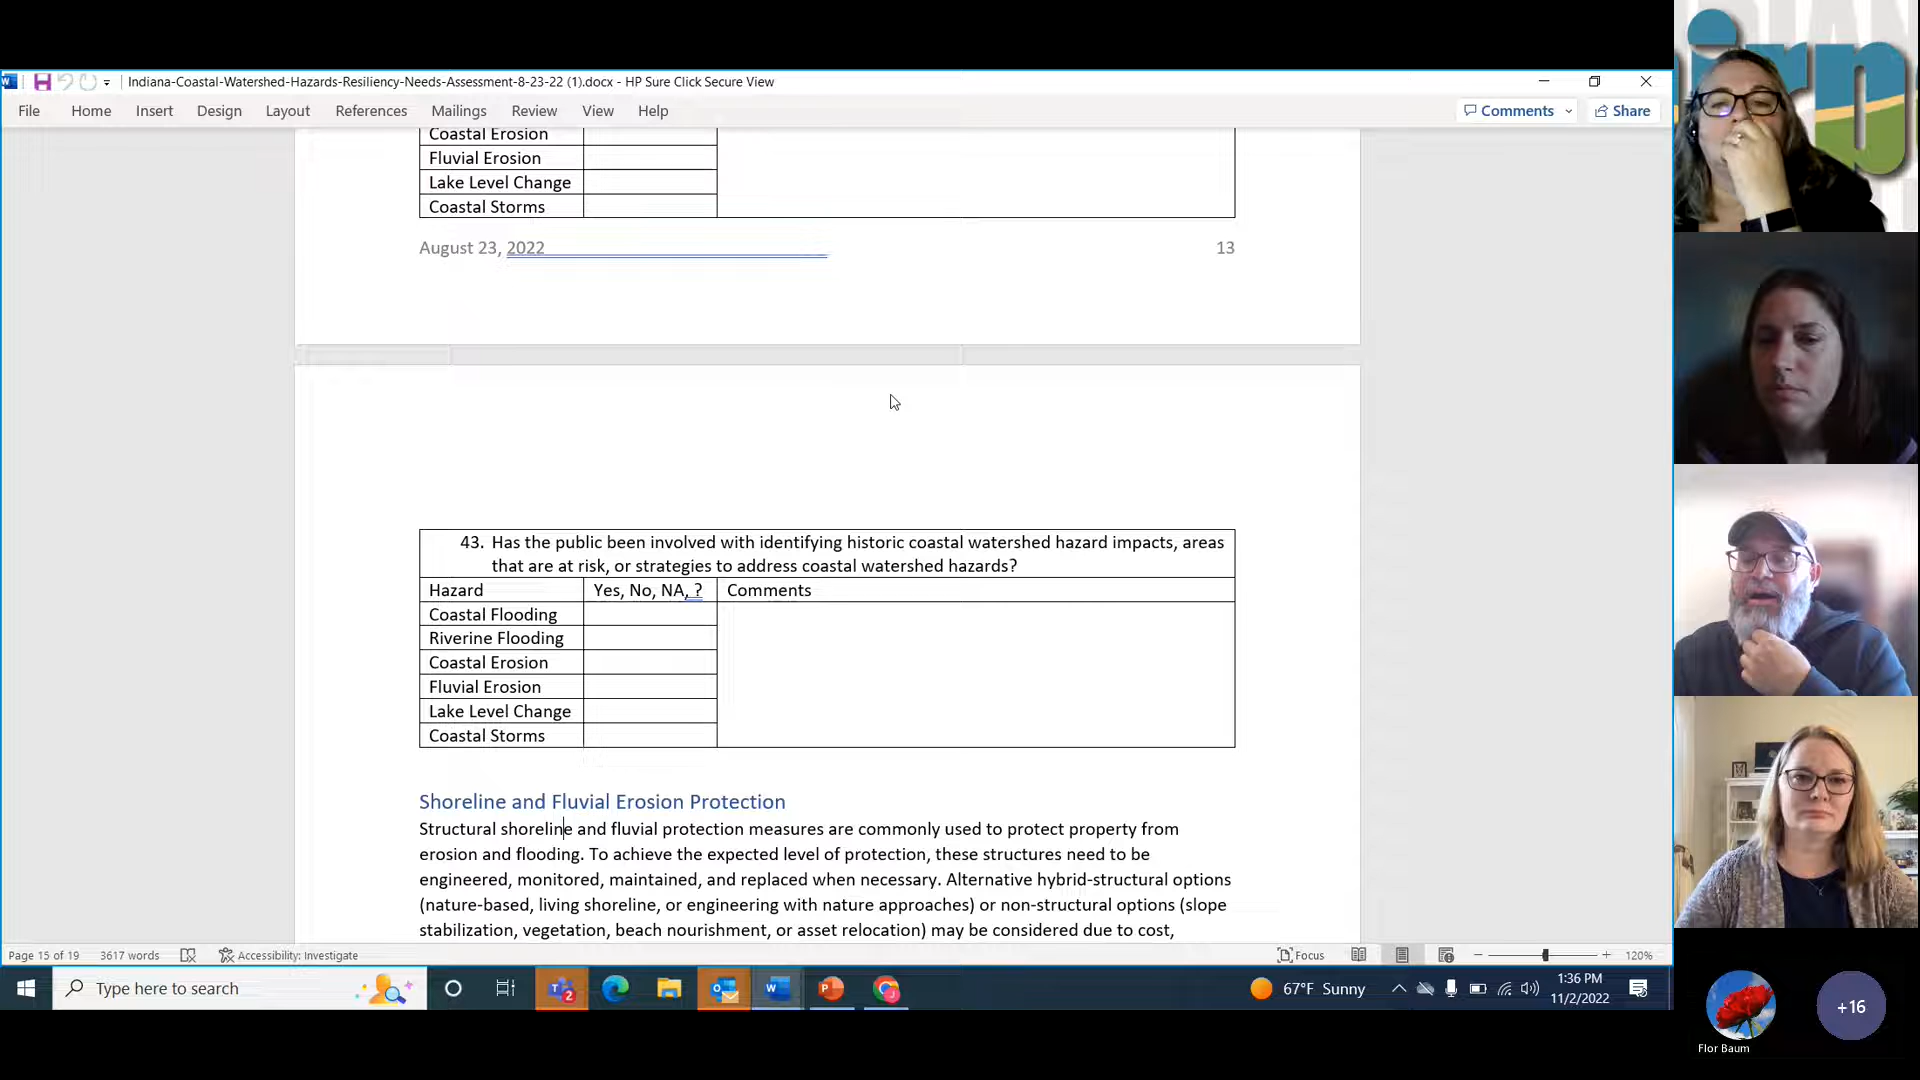 Indiana-Coastal-Watershed-Hazards-Resiliency-Needs-Assessment-8-23-22 (1).docx - HP Sure Click Secure View
File Home Insert Design Layout References Mailings Review View Help Comments Share
Coastal Erosion
Fluvial Erosion
Lake Level Change
Coastal Storms
August 23, 2022 13
43. Has the public been involved with identifying historic coastal watershed hazard impacts, areas
that are at risk, or strategies to address coastal watershed hazards?
Hazard Yes, No, NA, ? Comments
Coastal Flooding
Riverine Flooding
Coastal Erosion
Fluvial Erosion
Lake Level Change
Coastal Storms
Shoreline and Fluvial Erosion Protection
Structural shoreline and fluvial protection measures are commonly used to protect property from
erosion and flooding. To achieve the expected level of protection, these structures need to be
engineered, monitored, maintained, and replaced when necessary. Alternative hybrid-structural options
(nature-based, living shoreline, or engineering with nature approaches) or non-structural options (slope
stabilization, vegetation, beach nourishment, or asset relocation) may be considered due to cost,
Page 15 of 19 3617 words Accessibility: Investigate Focus 120%
Type here to search 2 67°F Sunny 1:36 PM
11/2/2022
+16
Flor Baum